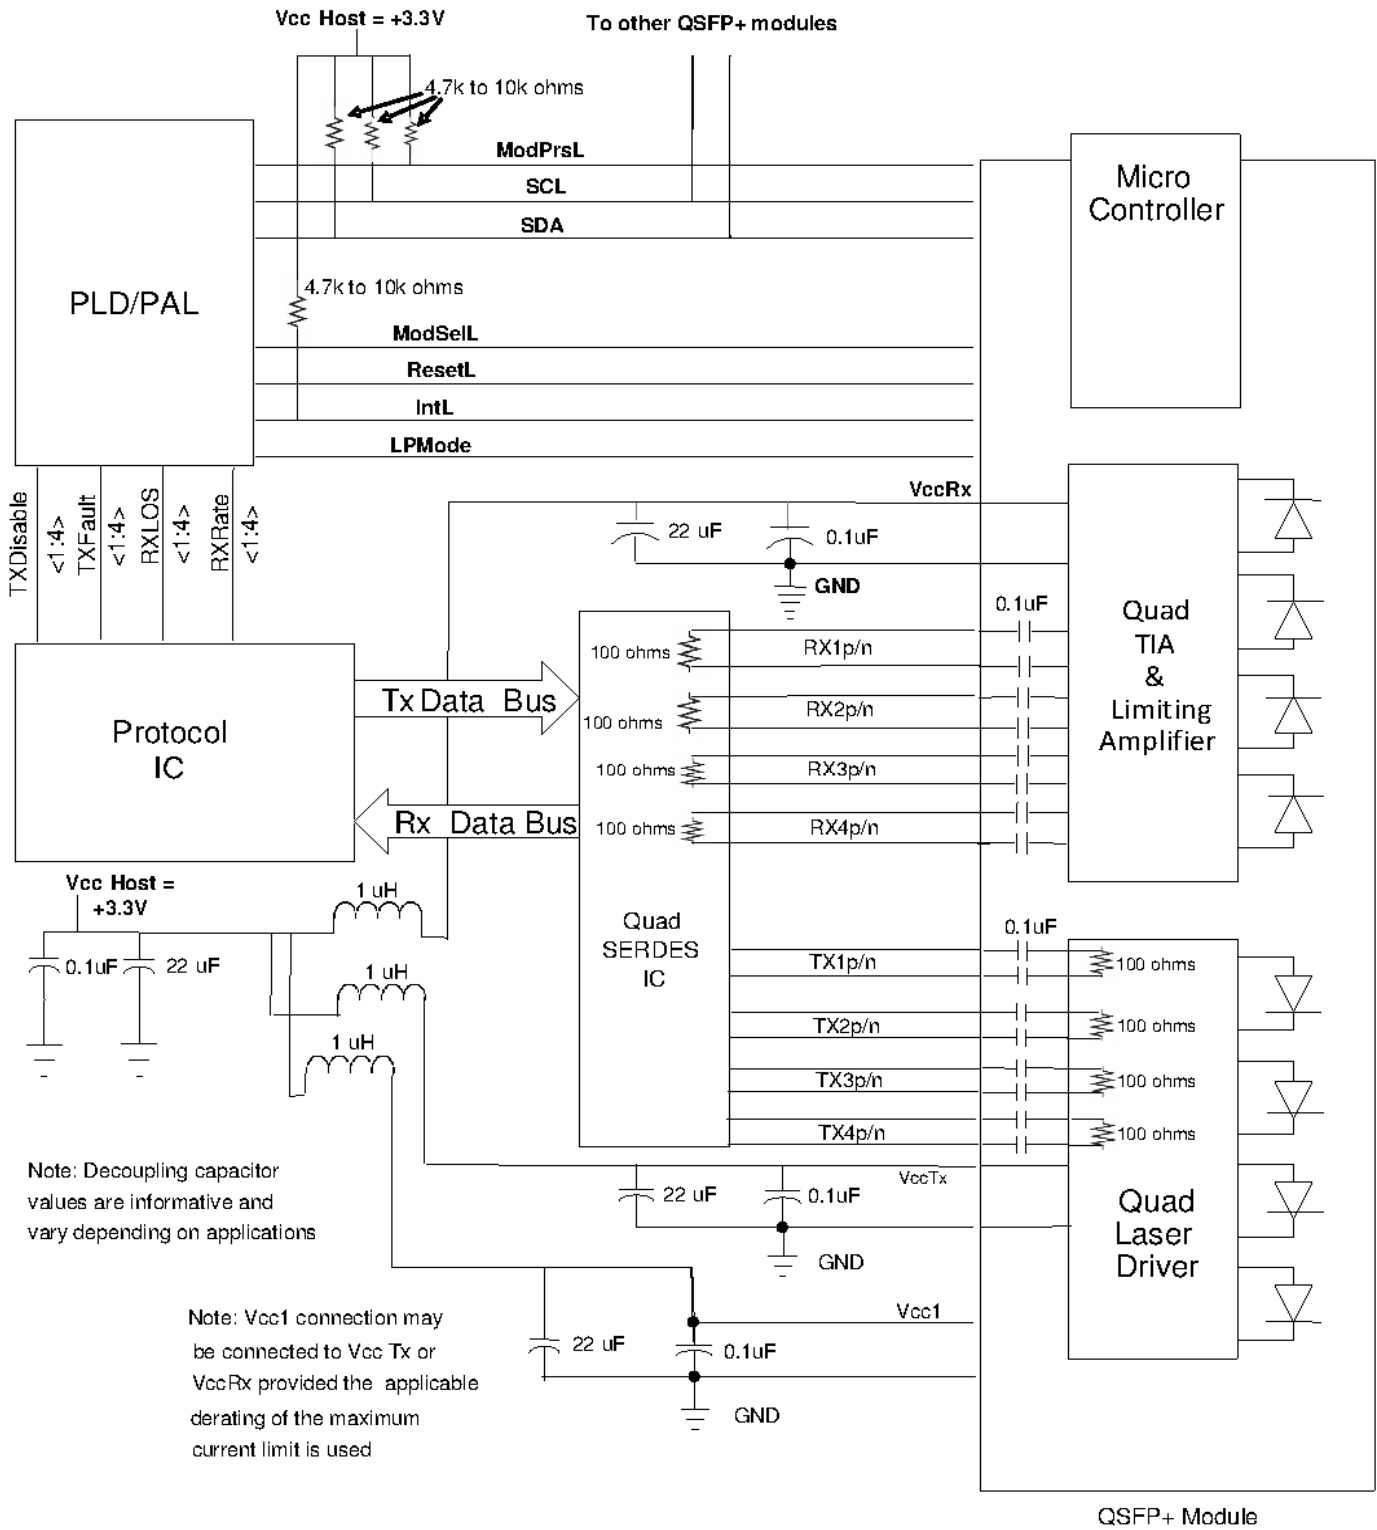 Vcc Host = +3.3V
To other QSFP+ modules
4.7k to 10k ohms
ModPrsL
SCL
SDA
Micro
Controller
PLD/PAL
4.7k to 10k ohms
ModSelL
ResetL
IntL
LPMode
TXDisable
<1:4>
TXFault
<1:4>
RXLOS
<1:4>
RXRate
<1:4>
VccRx
22 uF
0.1uF
GND
0.1uF
Quad
TIA
&
Limiting
Amplifier
100 ohms
RX1p/n
100 ohms
RX2p/n
100 ohms
RX3p/n
100 ohms
RX4p/n
Tx Data Bus
Protocol
IC
Rx Data Bus
Vcc Host =
+3.3V
1 uH
0.1uF
22 uF
1 uH
1 uH
Quad
SERDES
IC
0.1uF
TX1p/n
100 ohms
TX2p/n
100 ohms
TX3p/n
100 ohms
TX4p/n
100 ohms
VccTx
22 uF
0.1uF
GND
Quad
Laser
Driver
Note: Decoupling capacitor
values are informative and
vary depending on applications
Vcc1
22 uF
0.1uF
GND
Note: Vcc1 connection may
be connected to Vcc Tx or
VccRx provided the applicable
derating of the maximum
current limit is used
QSFP+ Module